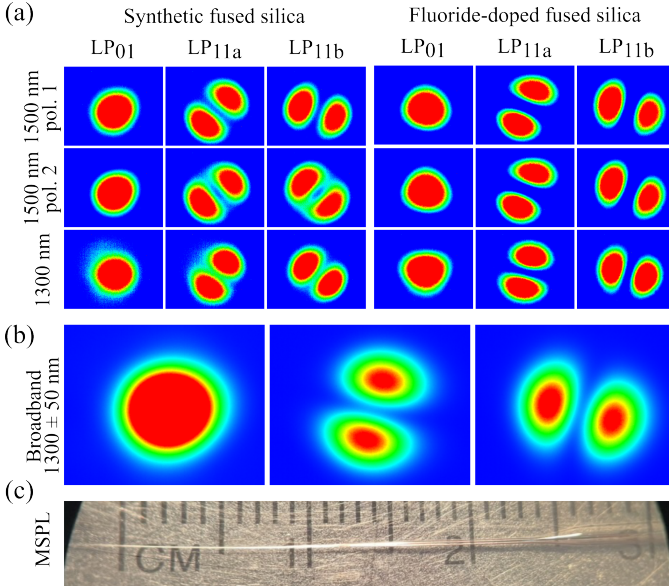 (a)
Synthetic fused silica
Fluoride-doped fused silica
LP01 LP11a LP11b LP01 LP11a LP11b
1500 nm
pol. 1
1500 nm
pol. 2
1300 nm
(b)
Broadband
1300 ± 50 nm
(c)
MSPL
CM 1 2 3